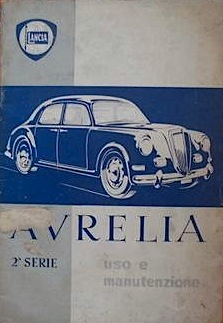 LANCIA
AVRELIA
2ª SERIE
uso e
manutenzione